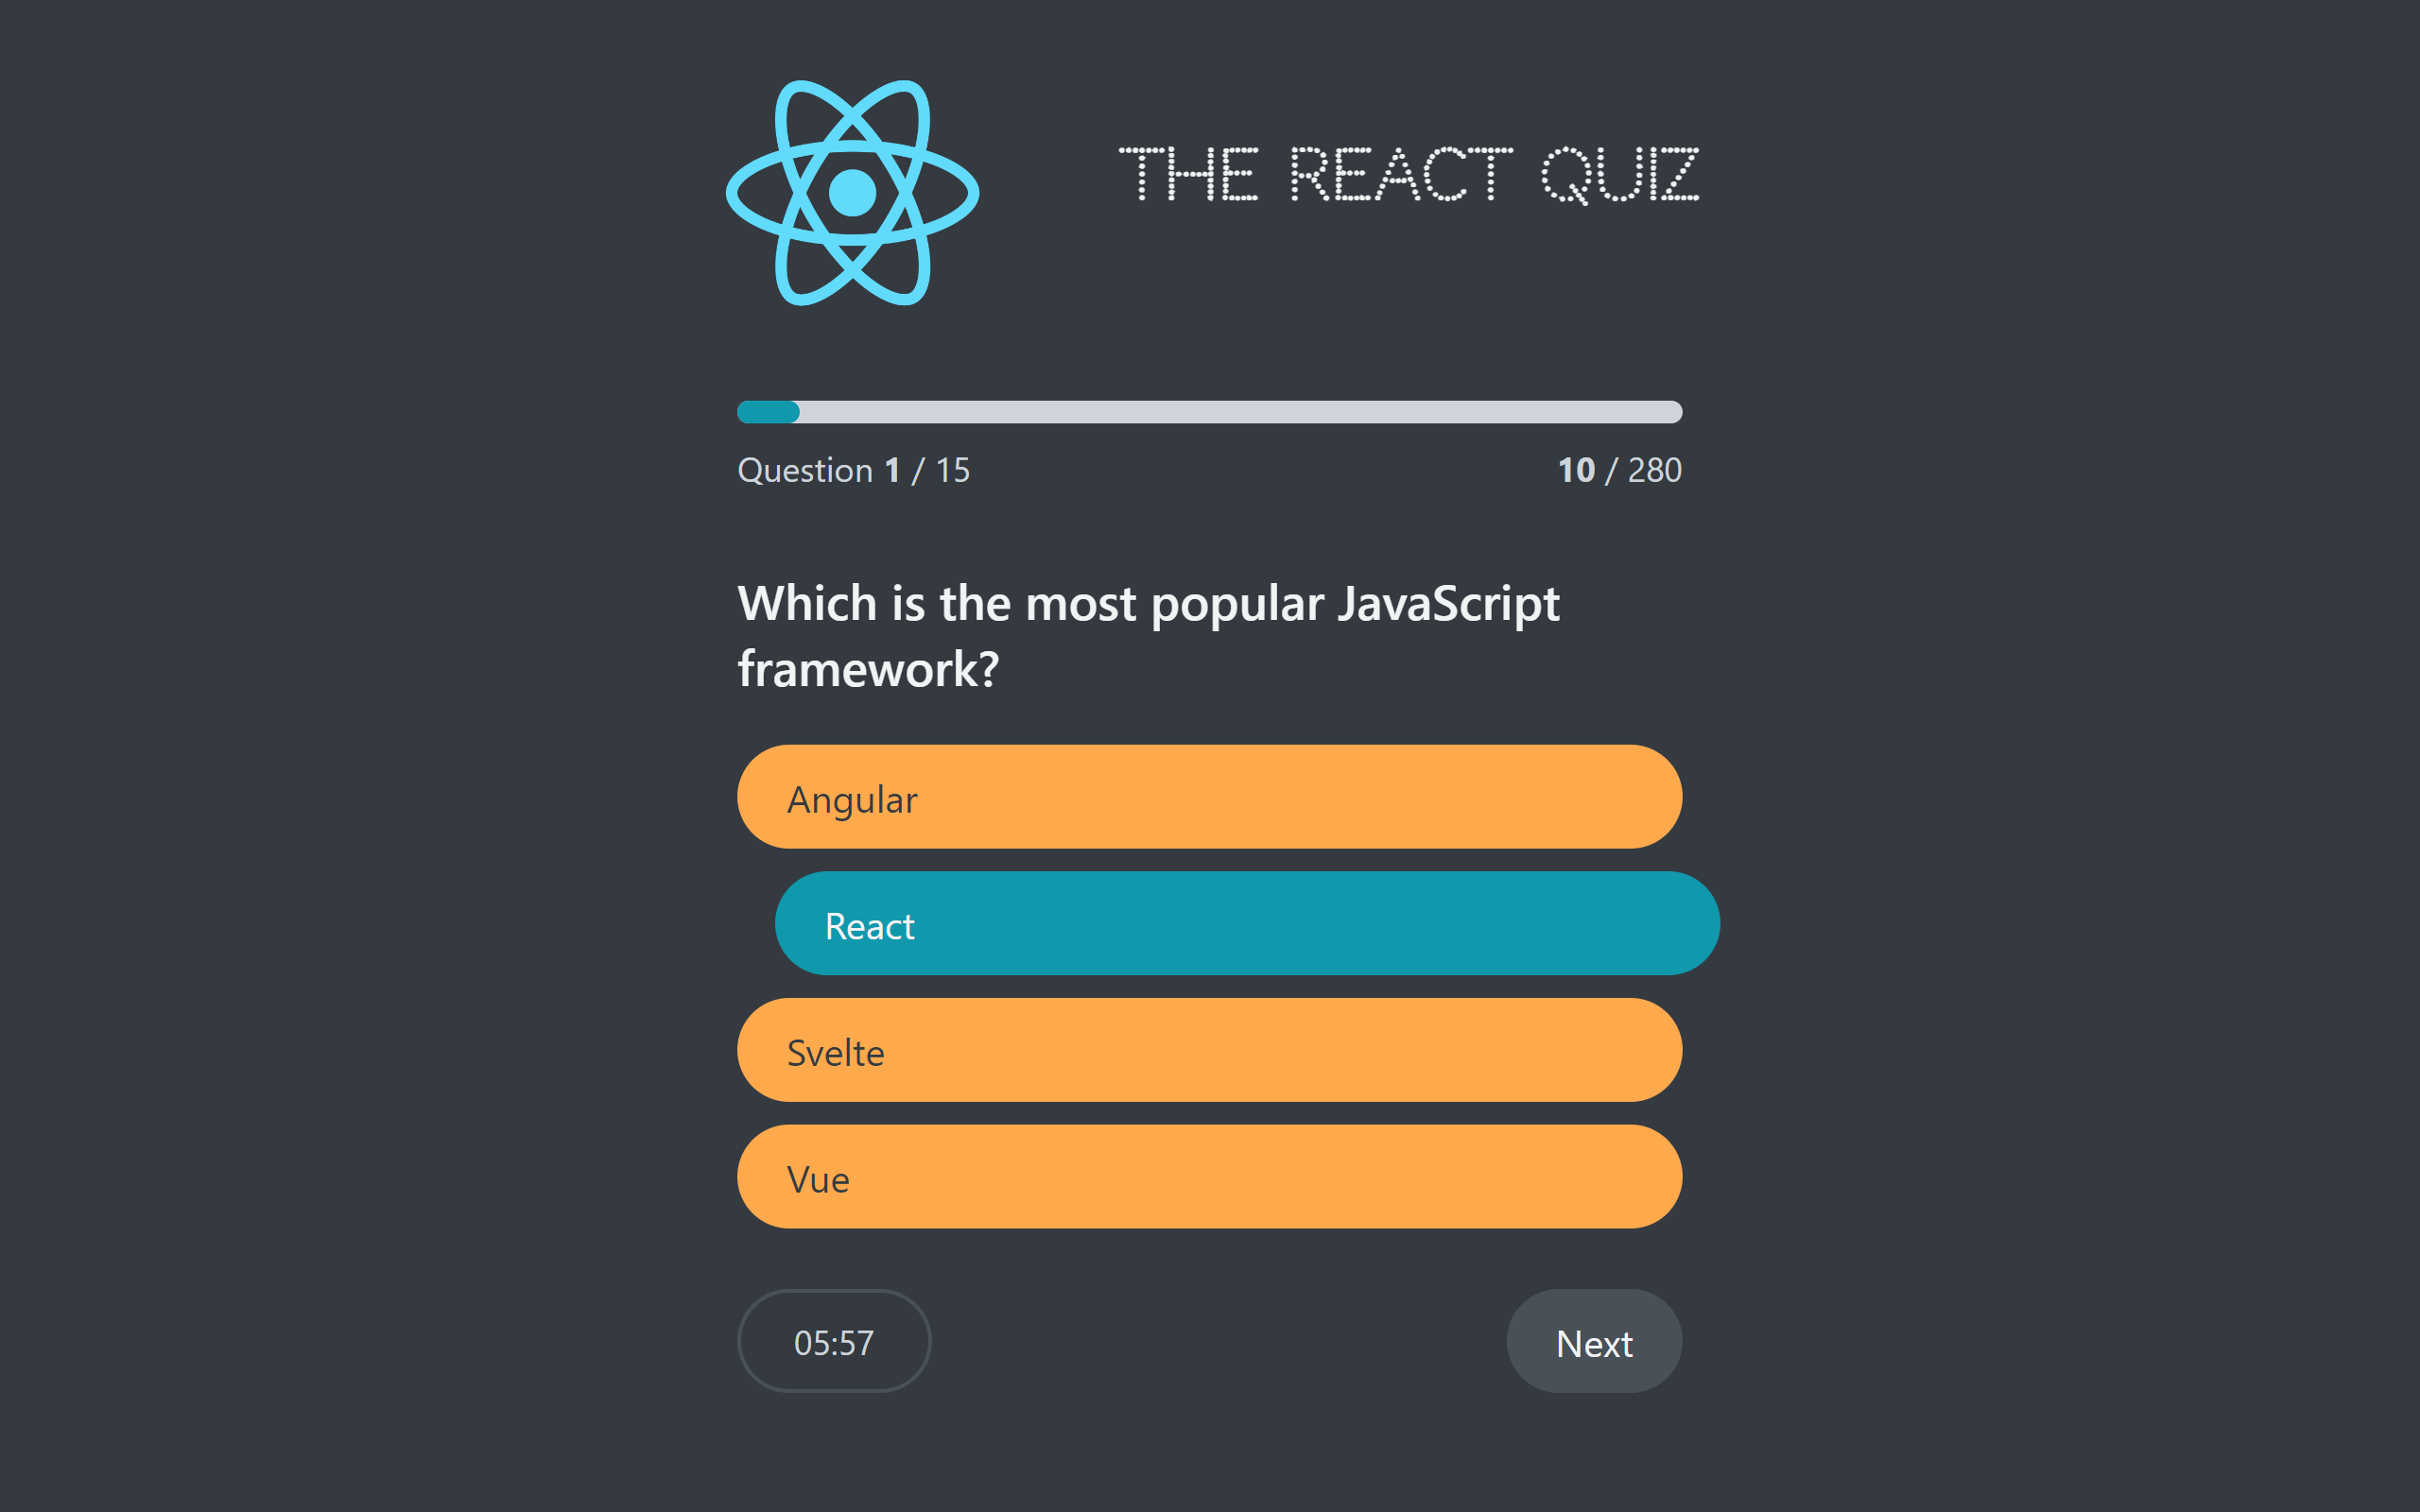 THE REACT QUIZ
Question 1 / 15
10 / 280
Which is the most popular JavaScript
framework?
Angular
React
Svelte
Vue
05:57
Next